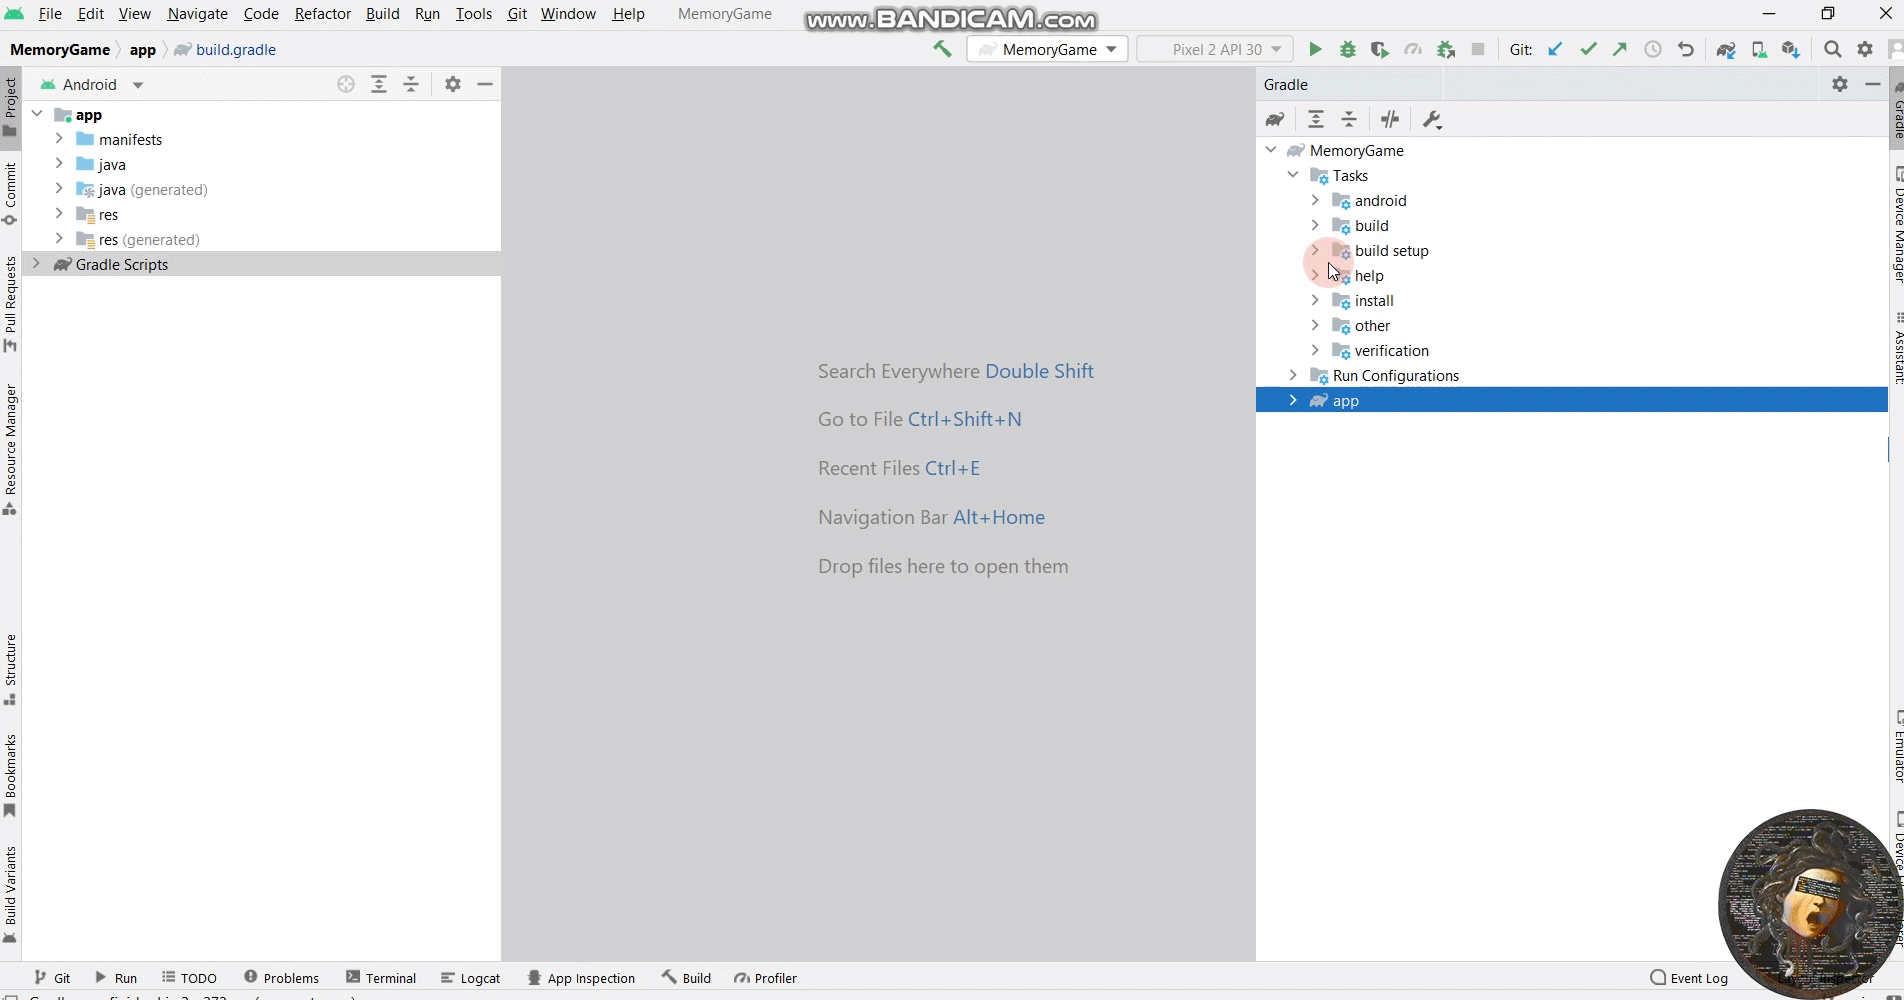 File Edit View Navigate Code Refactor Build Run Tools Git Window Help MemoryGame
www.BANDICAM.com
MemoryGame app build.gradle
MemoryGame
Pixel 2 API 30
Git:
Android
app
manifests
java
java (generated)
res
res (generated)
Gradle Scripts
Search Everywhere Double Shift
Go to File Ctrl+Shift+N
Recent Files Ctrl+E
Navigation Bar Alt+Home
Drop files here to open them
Gradle
MemoryGame
Tasks
android
build
build setup
help
install
other
verification
Run Configurations
app
Project
Commit
Pull Requests
Resource Manager
Structure
Bookmarks
Build Variants
Gradle
Device Manager
Assistant:
Emulator
Device
Git Run TODO Problems Terminal Logcat App Inspection Build Profiler
Event Log